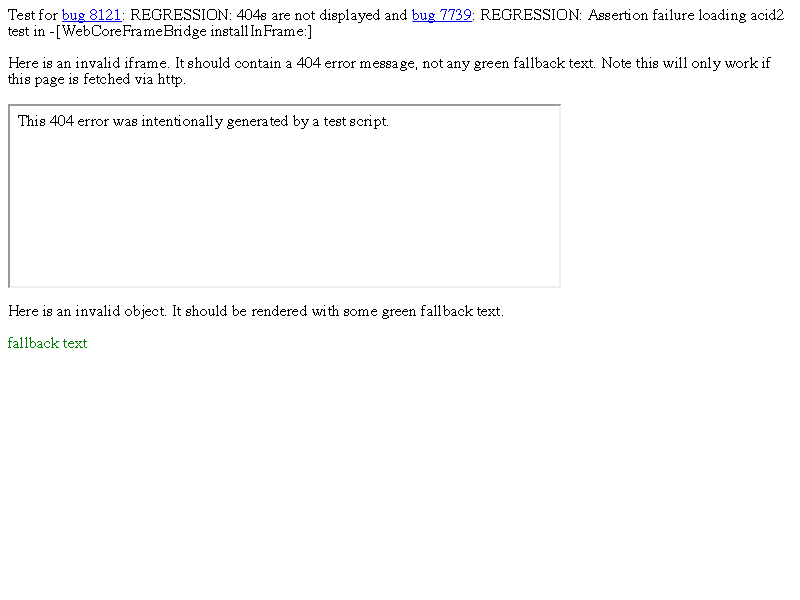 Test for bug 8121: REGRESSION: 404s are not displayed and bug 7739: REGRESSION: Assertion failure loading acid2
test in -[WebCoreFrameBridge installInFrame:]
Here is an invalid iframe. It should contain a 404 error message, not any green fallback text. Note this will only work if
this page is fetched via http.
This 404 error was intentionally generated by a test script.
Here is an invalid object. It should be rendered with some green fallback text.
fallback text